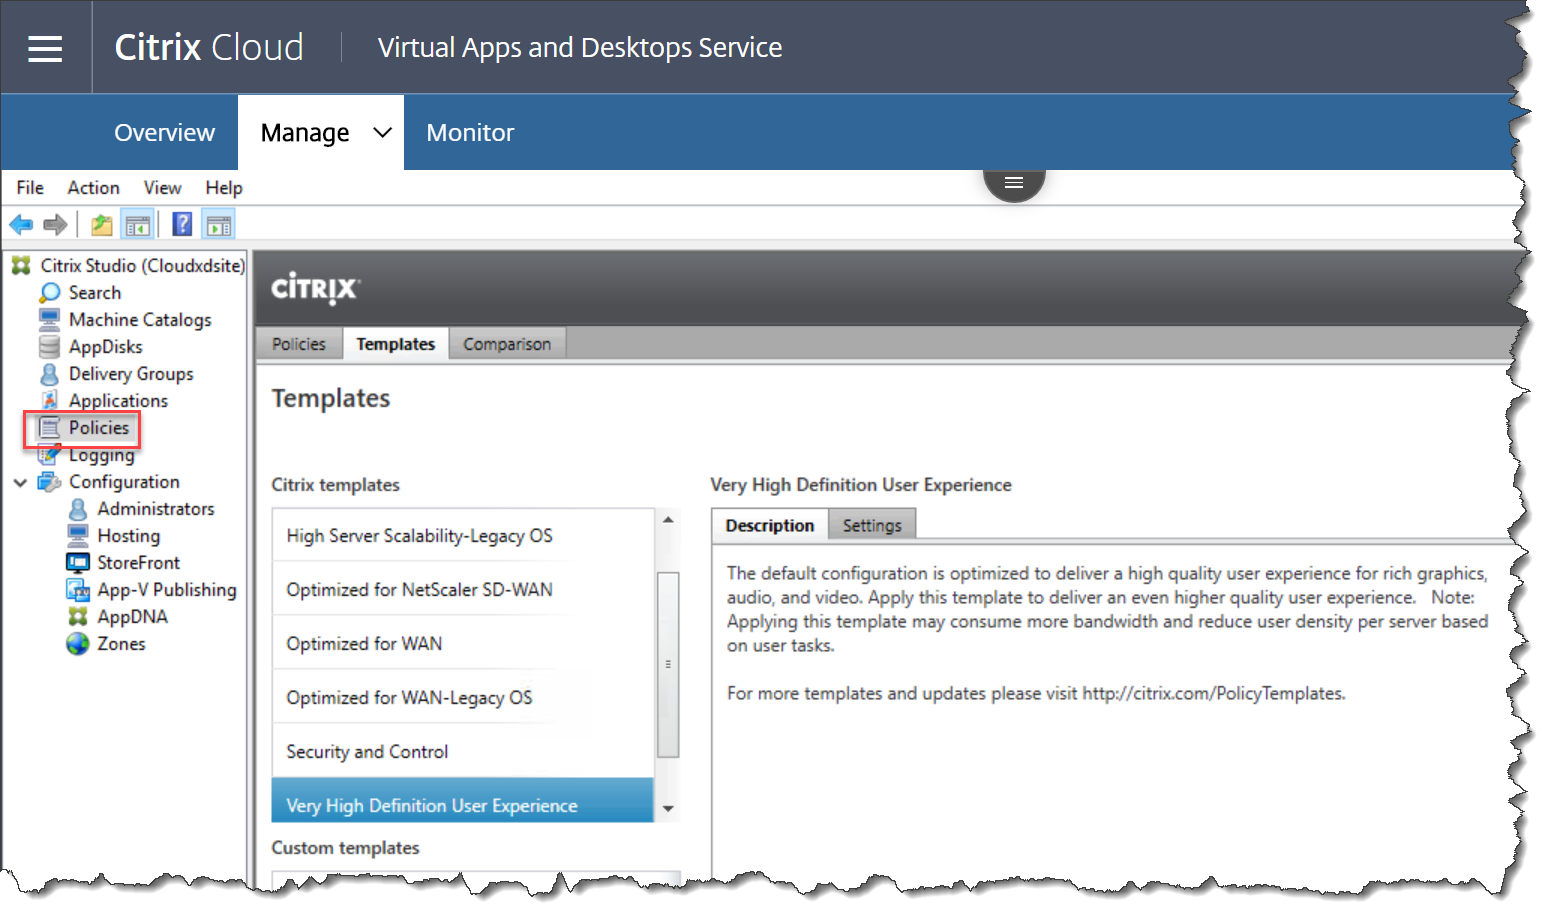 Citrix Cloud
Virtual Apps and Desktops Service
Overview
Manage
Monitor
File Action View Help
?
Citrix Studio (Cloudxdsite)
Search
Machine Catalogs
AppDisks
Delivery Groups
Applications
Policies
Logging
Configuration
Administrators
Hosting
StoreFront
App-V Publishing
AppDNA
Zones
CİTRIX
Policies
Templates
Comparison
Templates
Citrix templates
High Server Scalability-Legacy OS
Optimized for NetScaler SD-WAN
Optimized for WAN
Optimized for WAN-Legacy OS
Security and Control
Very High Definition User Experience
Custom templates
Very High Definition User Experience
Description
Settings
The default configuration is optimized to deliver a high quality user experience for rich graphics,
audio, and video. Apply this template to deliver an even higher quality user experience. Note:
Applying this template may consume more bandwidth and reduce user density per server based
on user tasks.
For more templates and updates please visit http://citrix.com/PolicyTemplates.